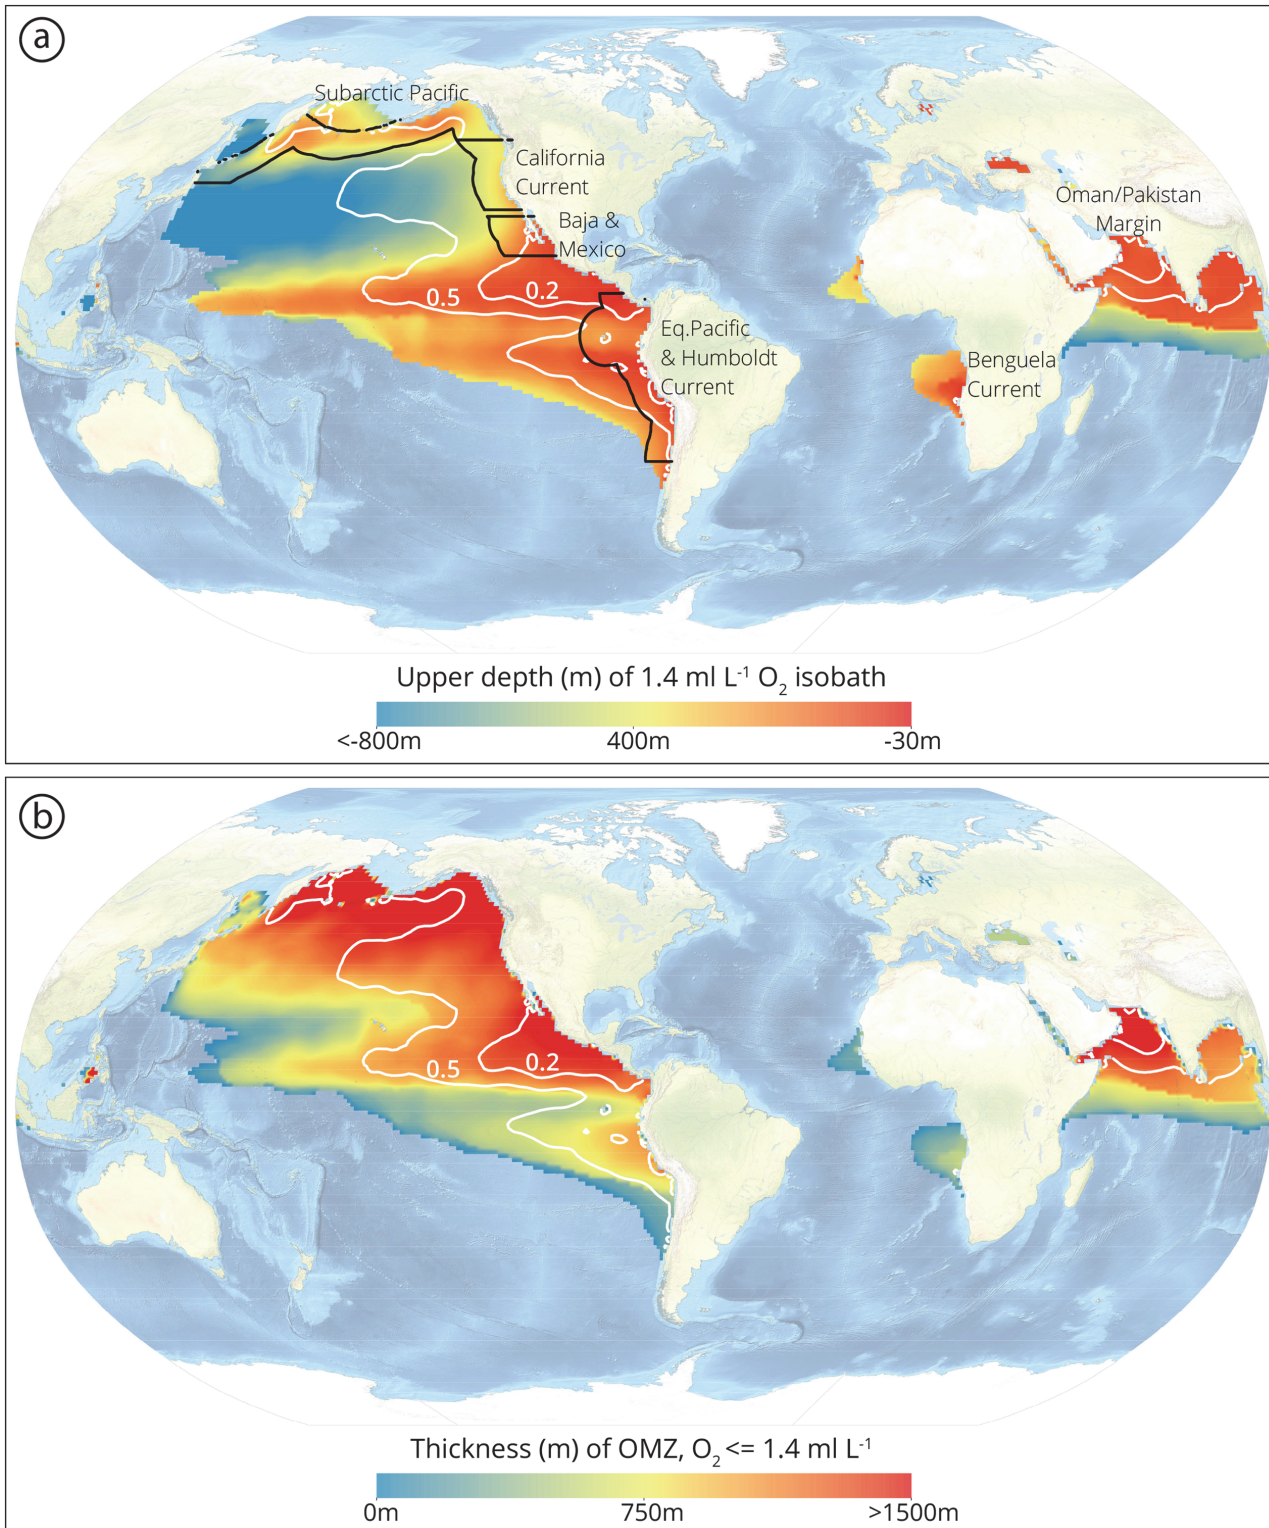 a
Subarctic Pacific
California
Current
Baja &
Mexico
Oman/Pakistan
Margin
0.5
0.2
Eq.Pacific
& Humboldt
Current
Benguela
Current
Upper depth (m) of 1.4 ml L⁻¹ O₂ isobath
<-800m 400m -30m
b
0.5
0.2
Thickness (m) of OMZ, O₂ <= 1.4 ml L⁻¹
0m 750m >1500m